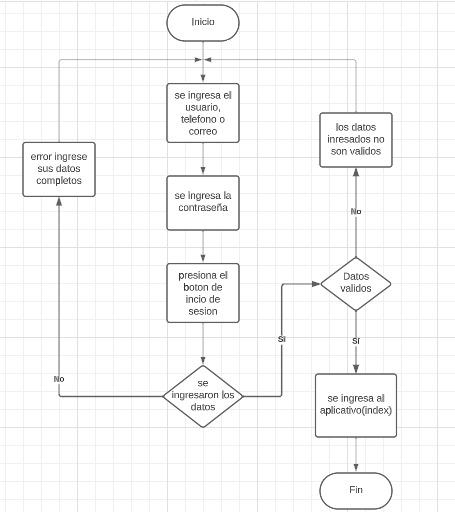 Inicio
se ingresa el
usuario,
telefono o
correo
se ingresa la
contraseña
presiona el
boton de
incio de
sesion
se
ingresaron los
datos
No
error ingrese
sus datos
completos
Si
Datos
validos
No
los datos
inresados no
son validos
Sí
se ingresa al
aplicativo(index)
Fin